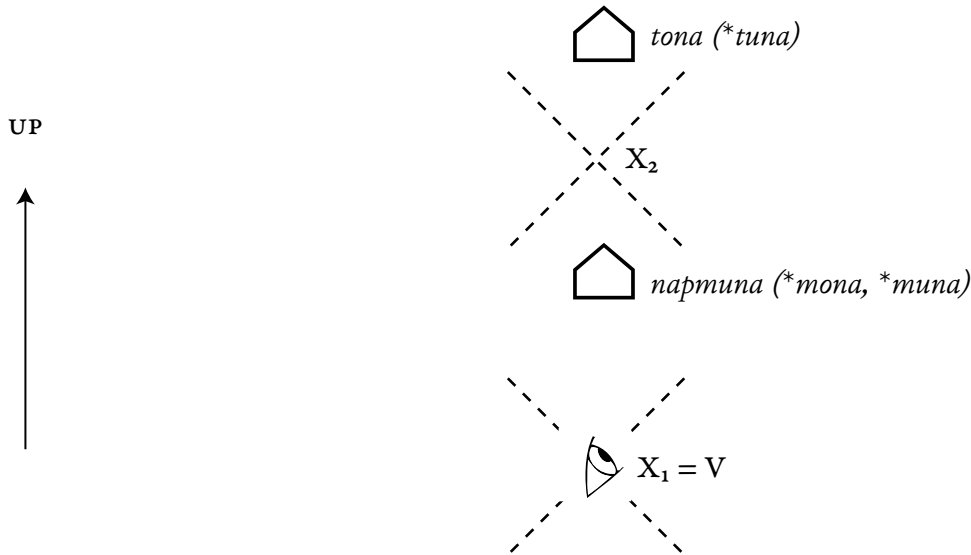 tona (*tuna)
UP
X₂
napmuna (*mona, *muna)
X₁ = V